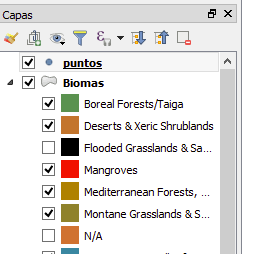 Capas
puntos
Biomas
Boreal Forests/Taiga
Deserts & Xeric Shrublands
Flooded Grasslands & Sa...
Mangroves
Mediterranean Forests, ...
Montane Grasslands & S...
N/A